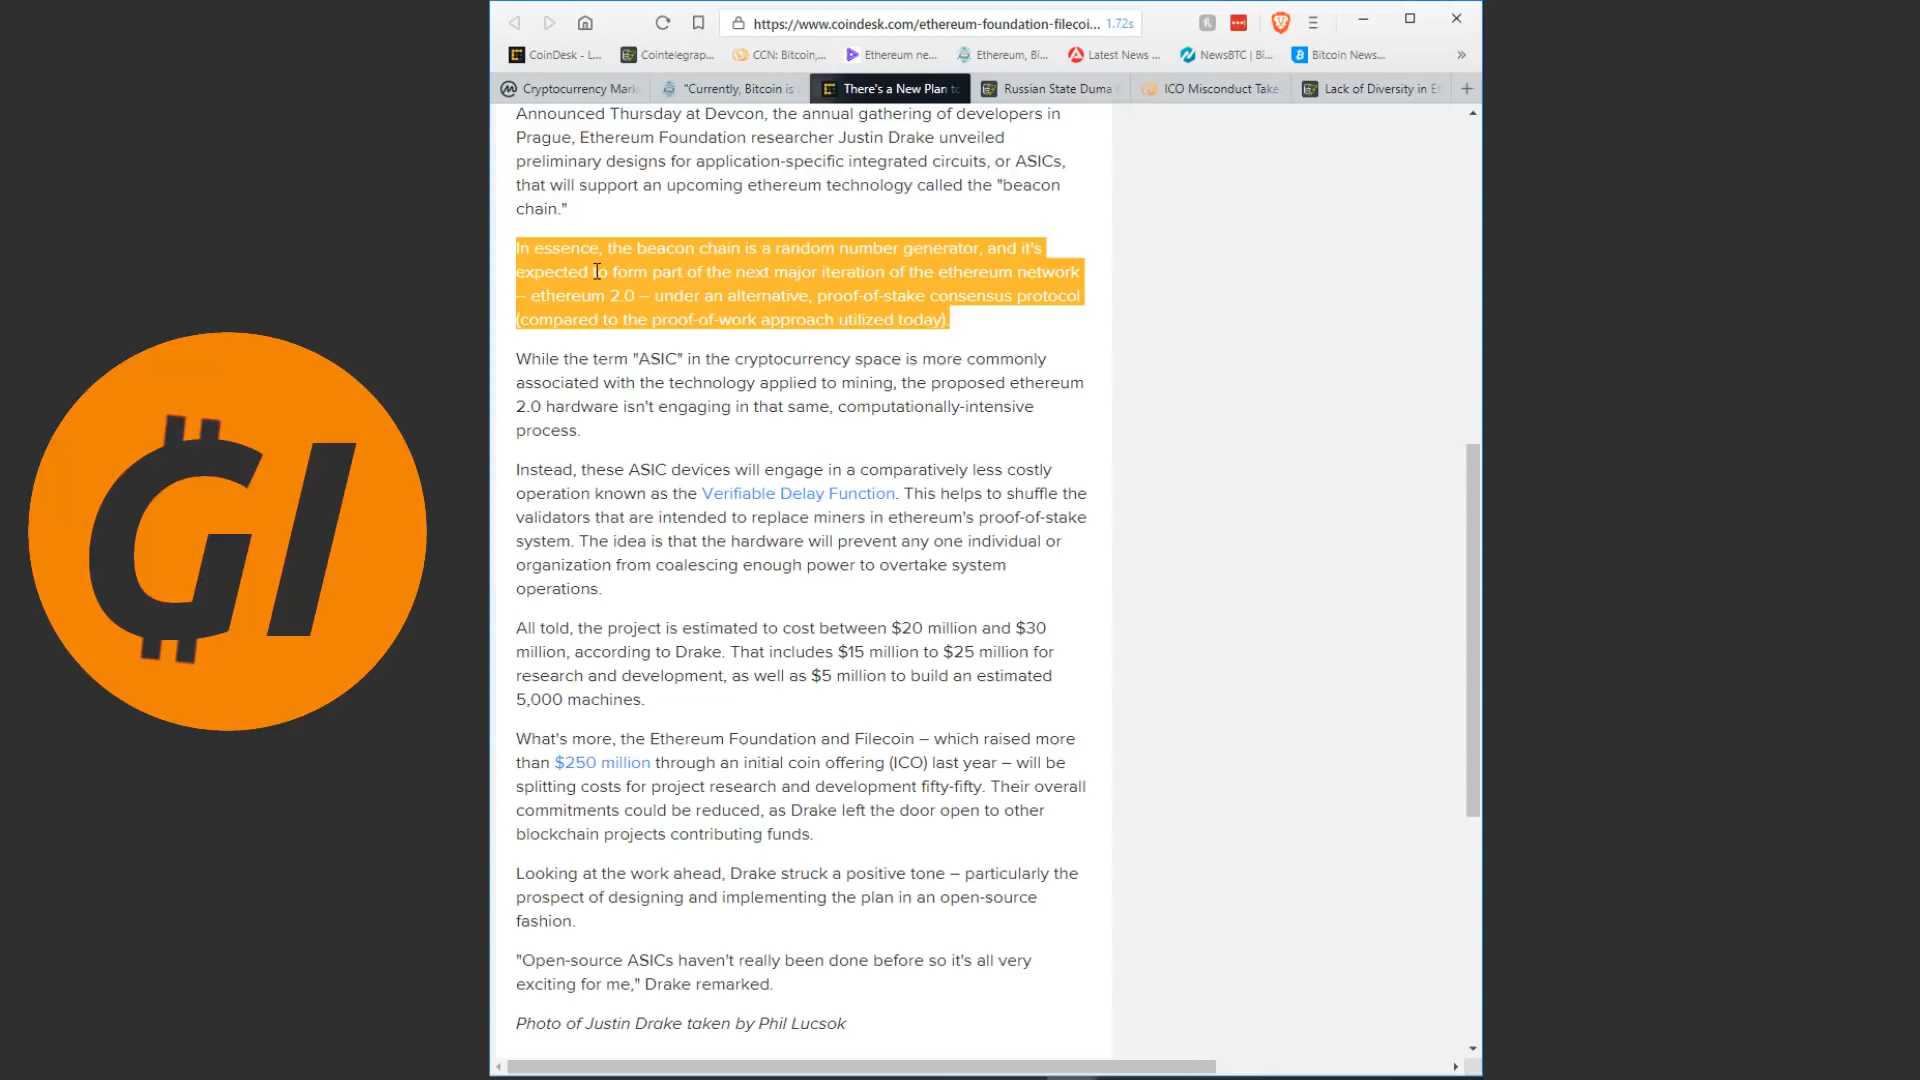 https://www.coindesk.com/ethereum-foundation-filecoi... 1.72s
CoinDesk - L... Cointelegrap... CCN: Bitcoin,... Ethereum ne... Ethereum, Bi... Latest News ... NewsBTC | Bi... Bitcoin News...
Cryptocurrency Mark "Currently, Bitcoin is There's a New Plan to Russian State Duma ICO Misconduct Take Lack of Diversity in Et
Announced Thursday at Devcon, the annual gathering of developers in
Prague, Ethereum Foundation researcher Justin Drake unveiled
preliminary designs for application-specific integrated circuits, or ASICs,
that will support an upcoming ethereum technology called the "beacon
chain."
In essence, the beacon chain is a random number generator, and it's
expected to form part of the next major iteration of the ethereum network
– ethereum 2.0 – under an alternative, proof-of-stake consensus protocol
(compared to the proof-of-work approach utilized today).
While the term "ASIC" in the cryptocurrency space is more commonly
associated with the technology applied to mining, the proposed ethereum
2.0 hardware isn't engaging in that same, computationally-intensive
process.
Instead, these ASIC devices will engage in a comparatively less costly
operation known as the Verifiable Delay Function. This helps to shuffle the
validators that are intended to replace miners in ethereum's proof-of-stake
system. The idea is that the hardware will prevent any one individual or
organization from coalescing enough power to overtake system
operations.
All told, the project is estimated to cost between $20 million and $30
million, according to Drake. That includes $15 million to $25 million for
research and development, as well as $5 million to build an estimated
5,000 machines.
What's more, the Ethereum Foundation and Filecoin – which raised more
than $250 million through an initial coin offering (ICO) last year – will be
splitting costs for project research and development fifty-fifty. Their overall
commitments could be reduced, as Drake left the door open to other
blockchain projects contributing funds.
Looking at the work ahead, Drake struck a positive tone – particularly the
prospect of designing and implementing the plan in an open-source
fashion.
"Open-source ASICs haven't really been done before so it's all very
exciting for me," Drake remarked.
Photo of Justin Drake taken by Phil Lucsok
GI